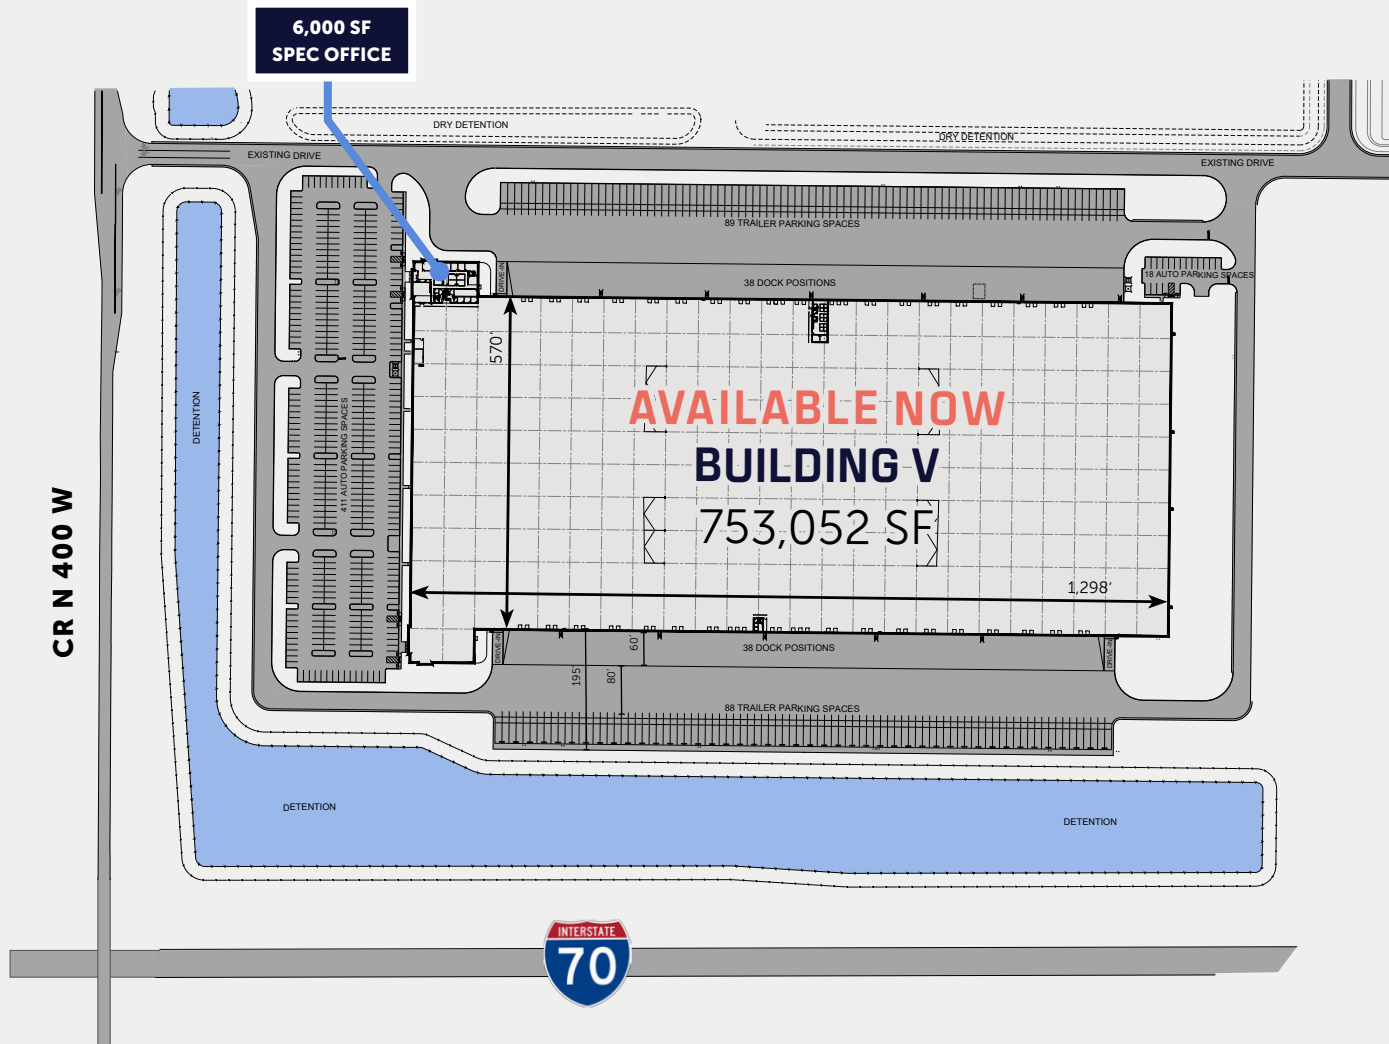 6,000 SF
SPEC OFFICE
DRY DETENTION
DRY DETENTION
EXISTING DRIVE
EXISTING DRIVE
89 TRAILER PARKING SPACES
DRIVE-IN
38 DOCK POSITIONS
18 AUTO PARKING SPACES
570'
DETENTION
411 AUTO PARKING SPACES
AVAILABLE NOW
BUILDING V
753,052 SF
1,298'
CR N 400 W
DRIVE-IN
60'
38 DOCK POSITIONS
DRIVE-IN
195'
80'
88 TRAILER PARKING SPACES
DETENTION
DETENTION
INTERSTATE
70